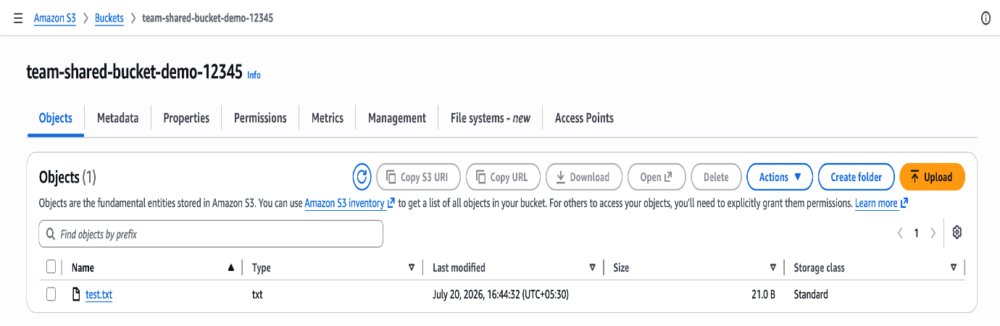 Amazon S3 > Buckets > team-shared-bucket-demo-12345
team-shared-bucket-demo-12345 Info
Objects Metadata Properties Permissions Metrics Management File systems - new Access Points
Objects (1) Copy S3 URI Copy URL Download Open Delete Actions Create folder Upload
Objects are the fundamental entities stored in Amazon S3. You can use Amazon S3 inventory to get a list of all objects in your bucket. For others to access your objects, you'll need to explicitly grant them permissions. Learn more
Find objects by prefix 1
Name Type Last modified Size Storage class
test.txt txt July 20, 2026, 16:44:32 (UTC+05:30) 21.0 B Standard